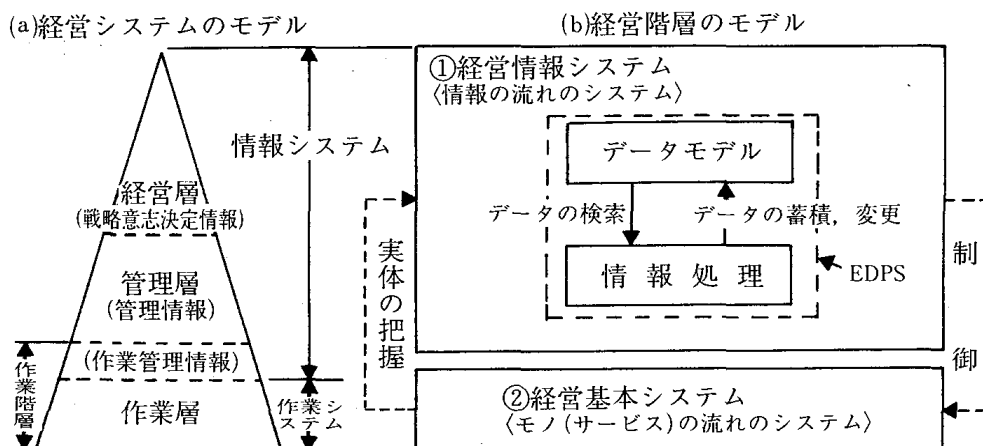 (a)経営システムのモデル
情報システム
経営層
(戦略意志決定情報)
管理層
(管理情報)
(作業管理情報)
作業層
作業階層
作業システム
(b)経営階層のモデル
①経営情報システム
〈情報の流れのシステム〉
データモデル
データの検索
データの蓄積，変更
情報処理
EDPS
実体の把握
制御
②経営基本システム
〈モノ(サービス)の流れのシステム〉